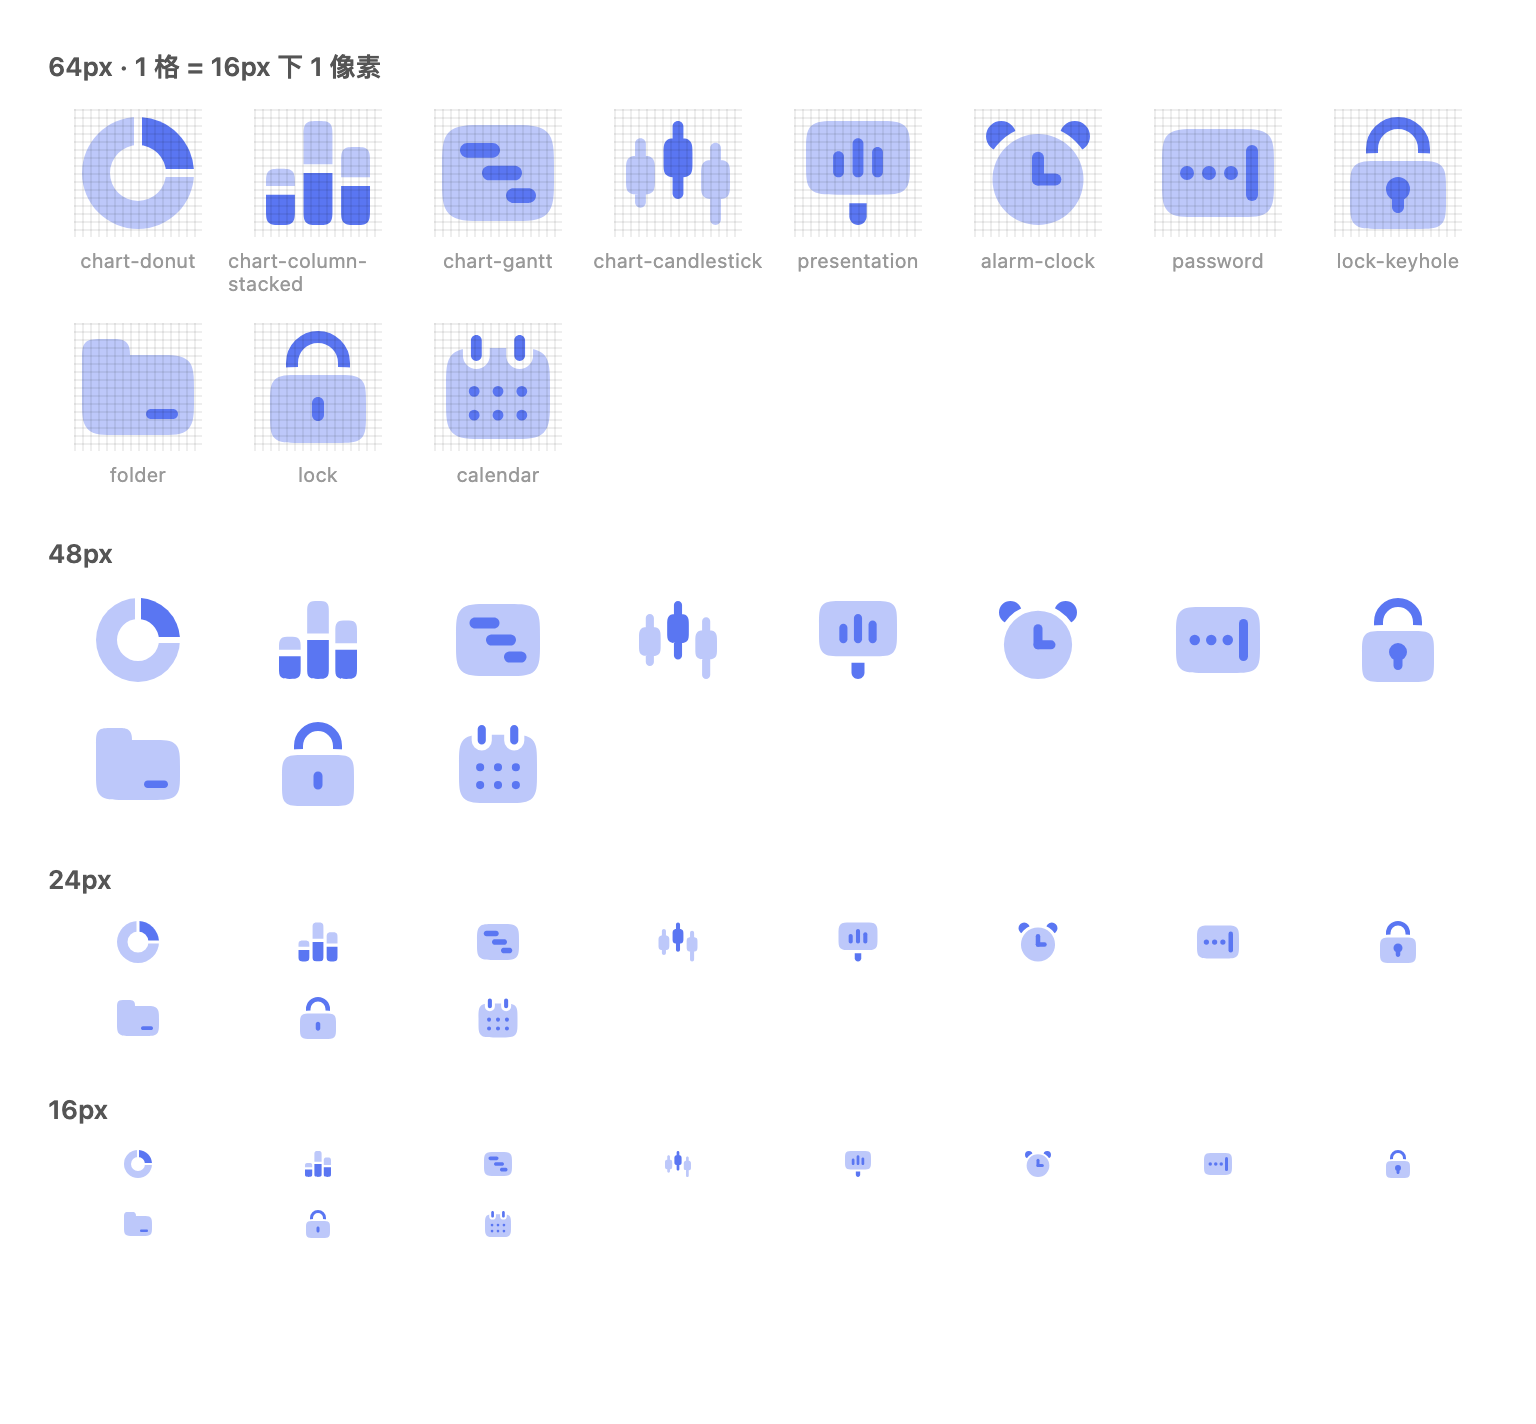 64px · 1 格 = 16px 下 1 像素
chart-donut
chart-column-
stacked
chart-gantt
chart-candlestick
presentation
alarm-clock
password
lock-keyhole
folder
lock
calendar
48px
24px
16px